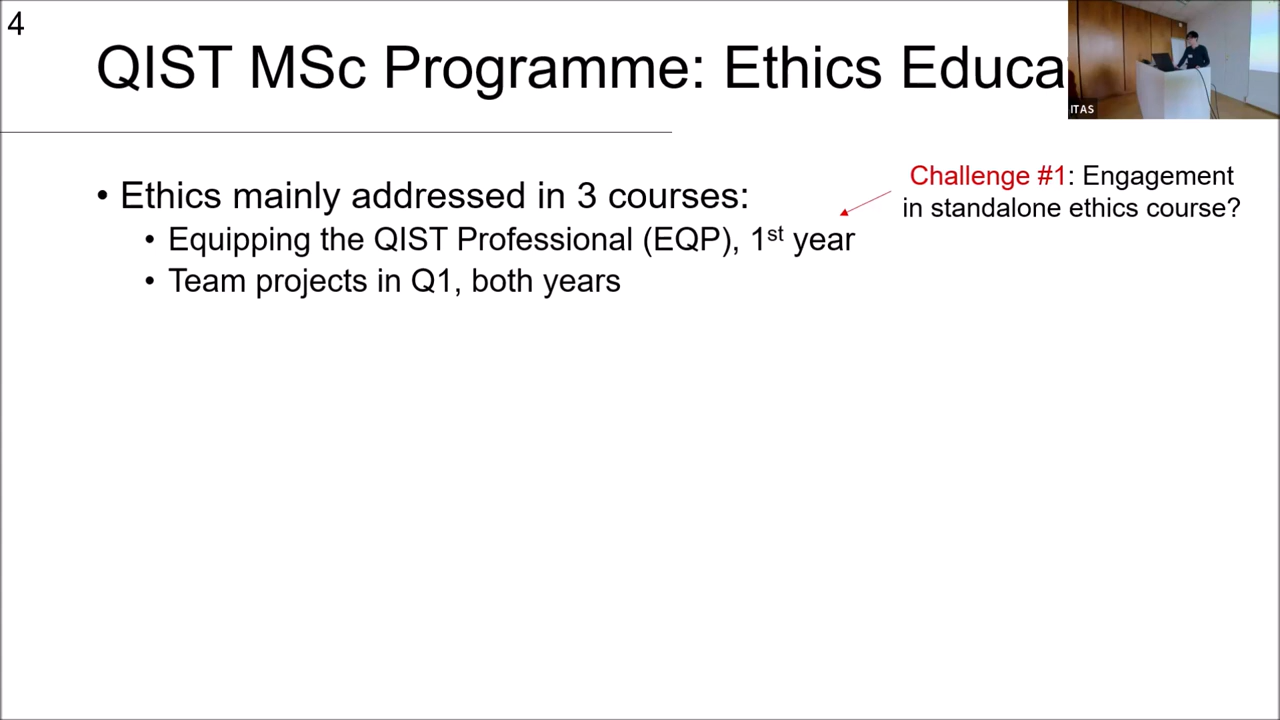 4
QIST MSc Programme: Ethics Educa
ITAS
Challenge #1: Engagement
in standalone ethics course?
• Ethics mainly addressed in 3 courses:
• Equipping the QIST Professional (EQP), 1st year
• Team projects in Q1, both years